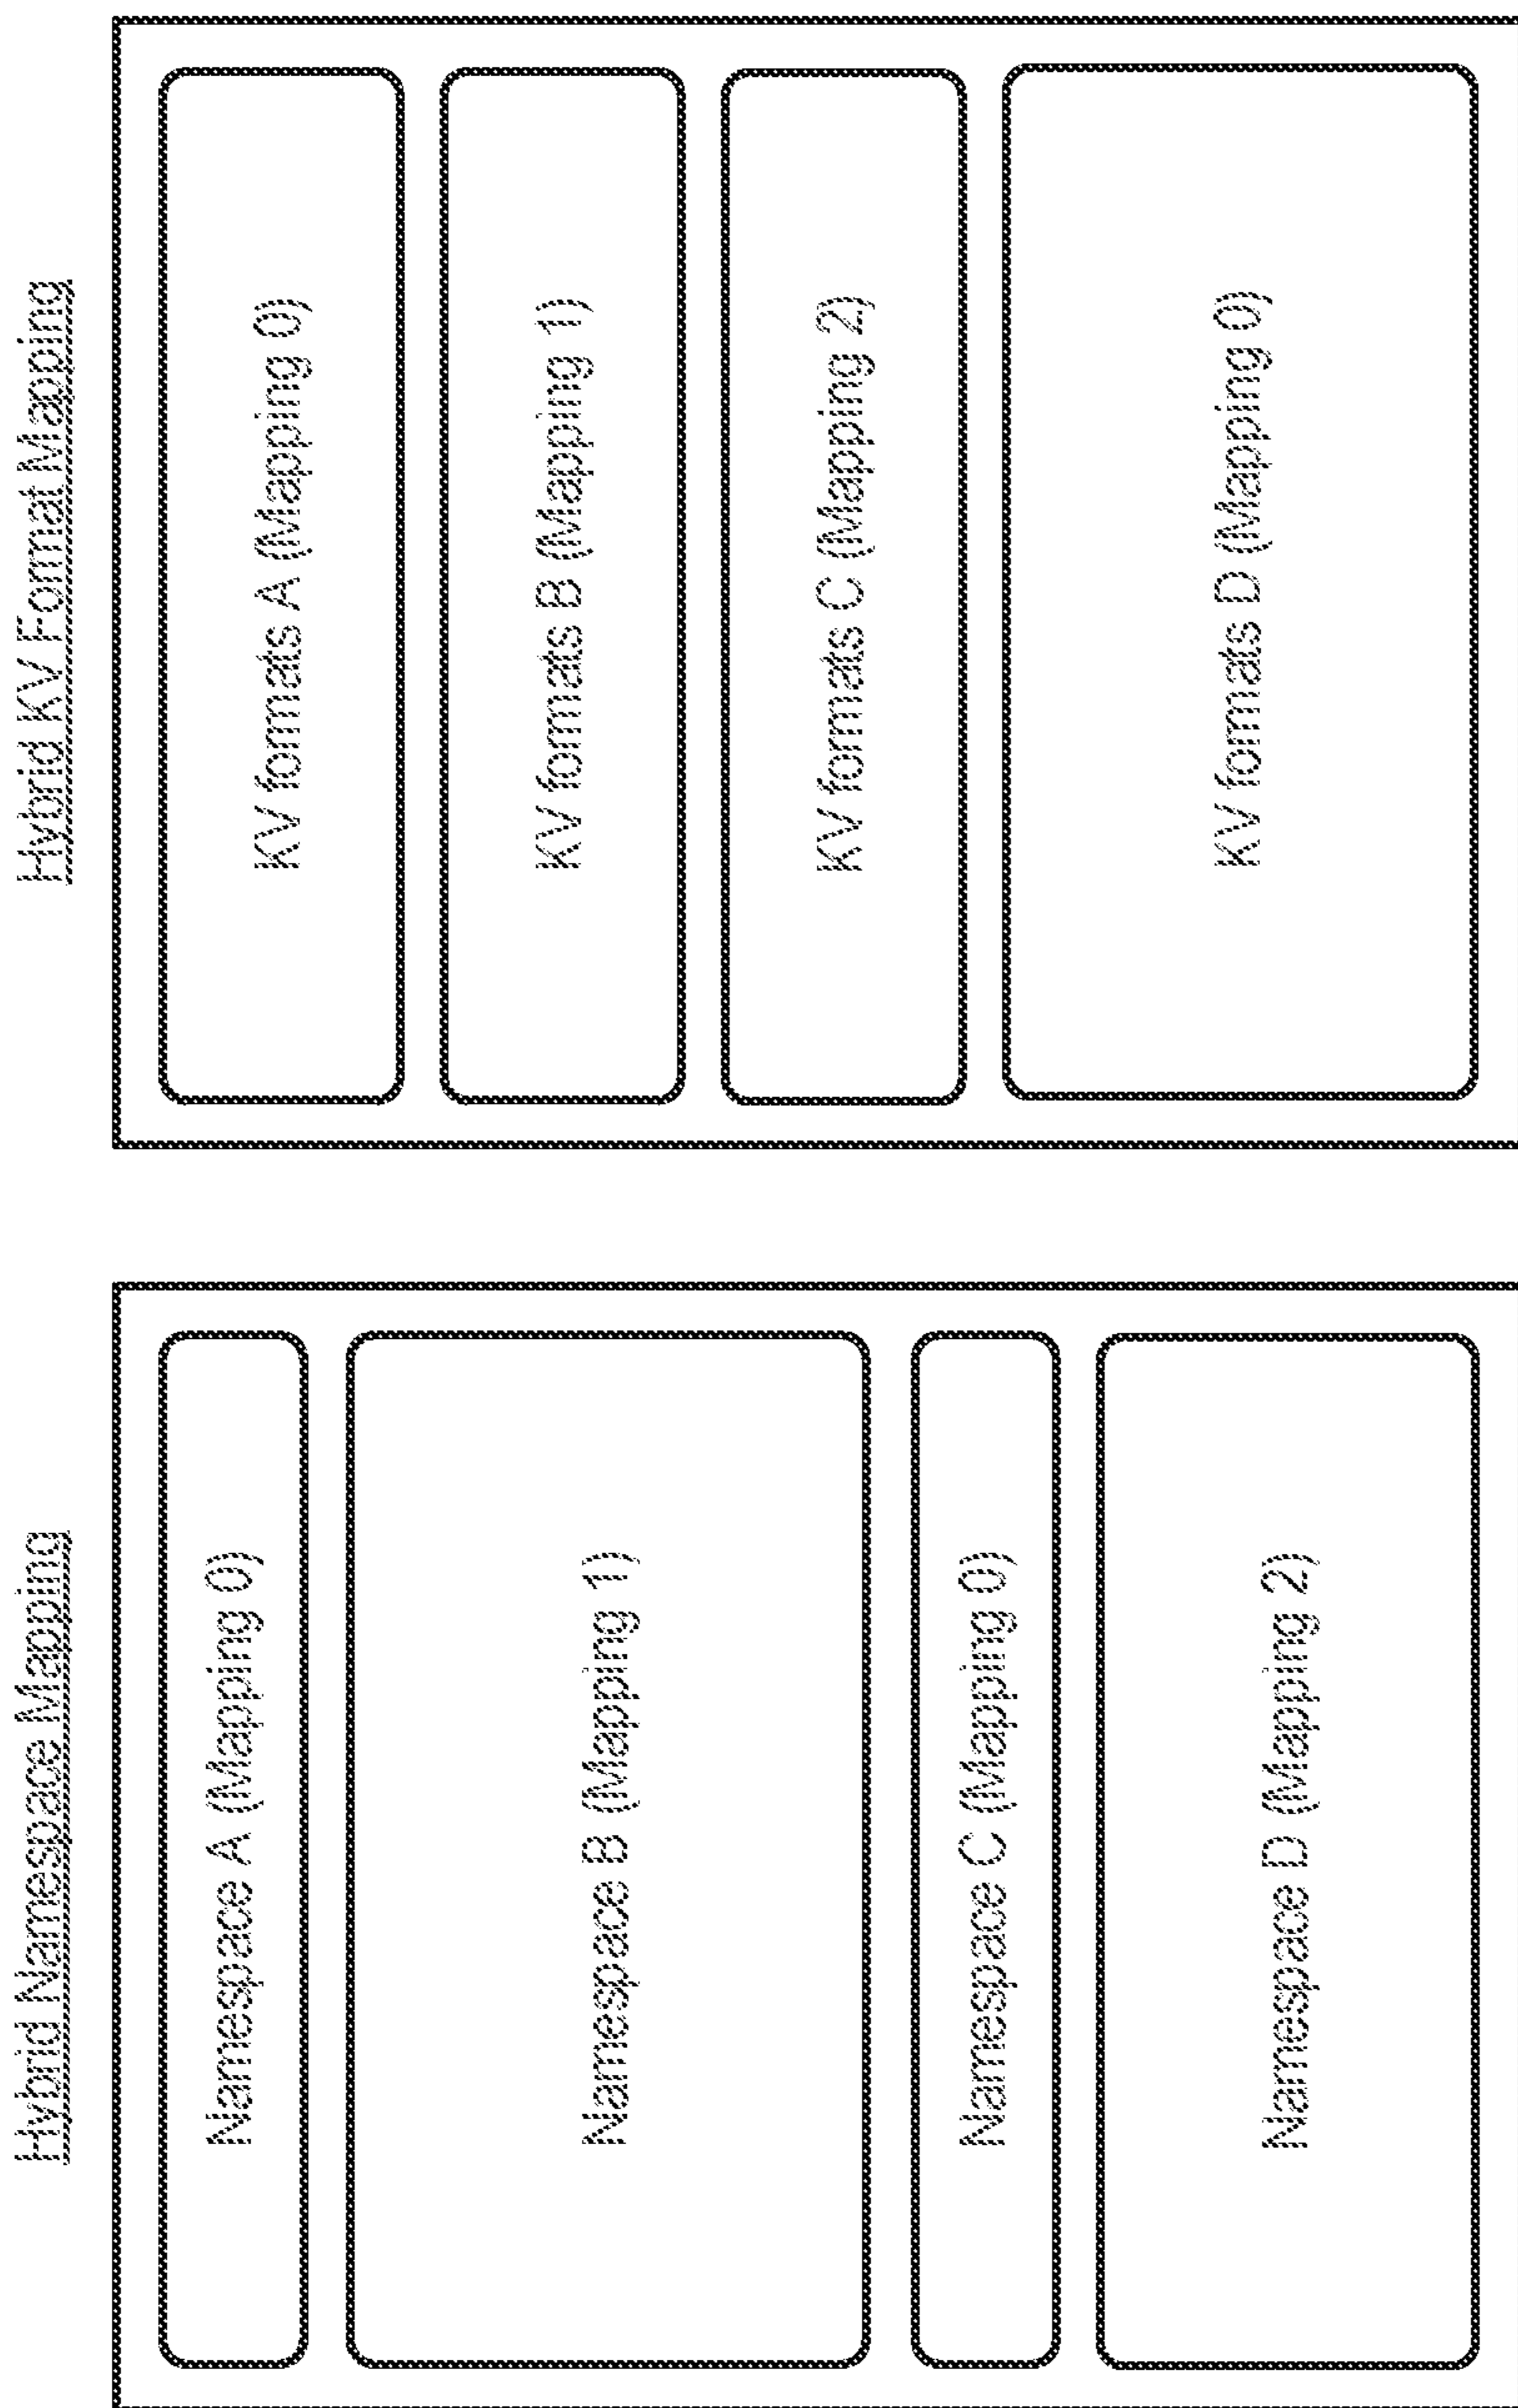 Hybrid Namespace Mapping
Namespace A (Mapping 0)
Namespace B (Mapping 1)
Namespace C (Mapping 0)
Namespace D (Mapping 2)
Hybrid KV Format Mapping
KV formats A (Mapping 0)
KV formats B (Mapping 1)
KV formats C (Mapping 2)
KV formats D (Mapping 0)